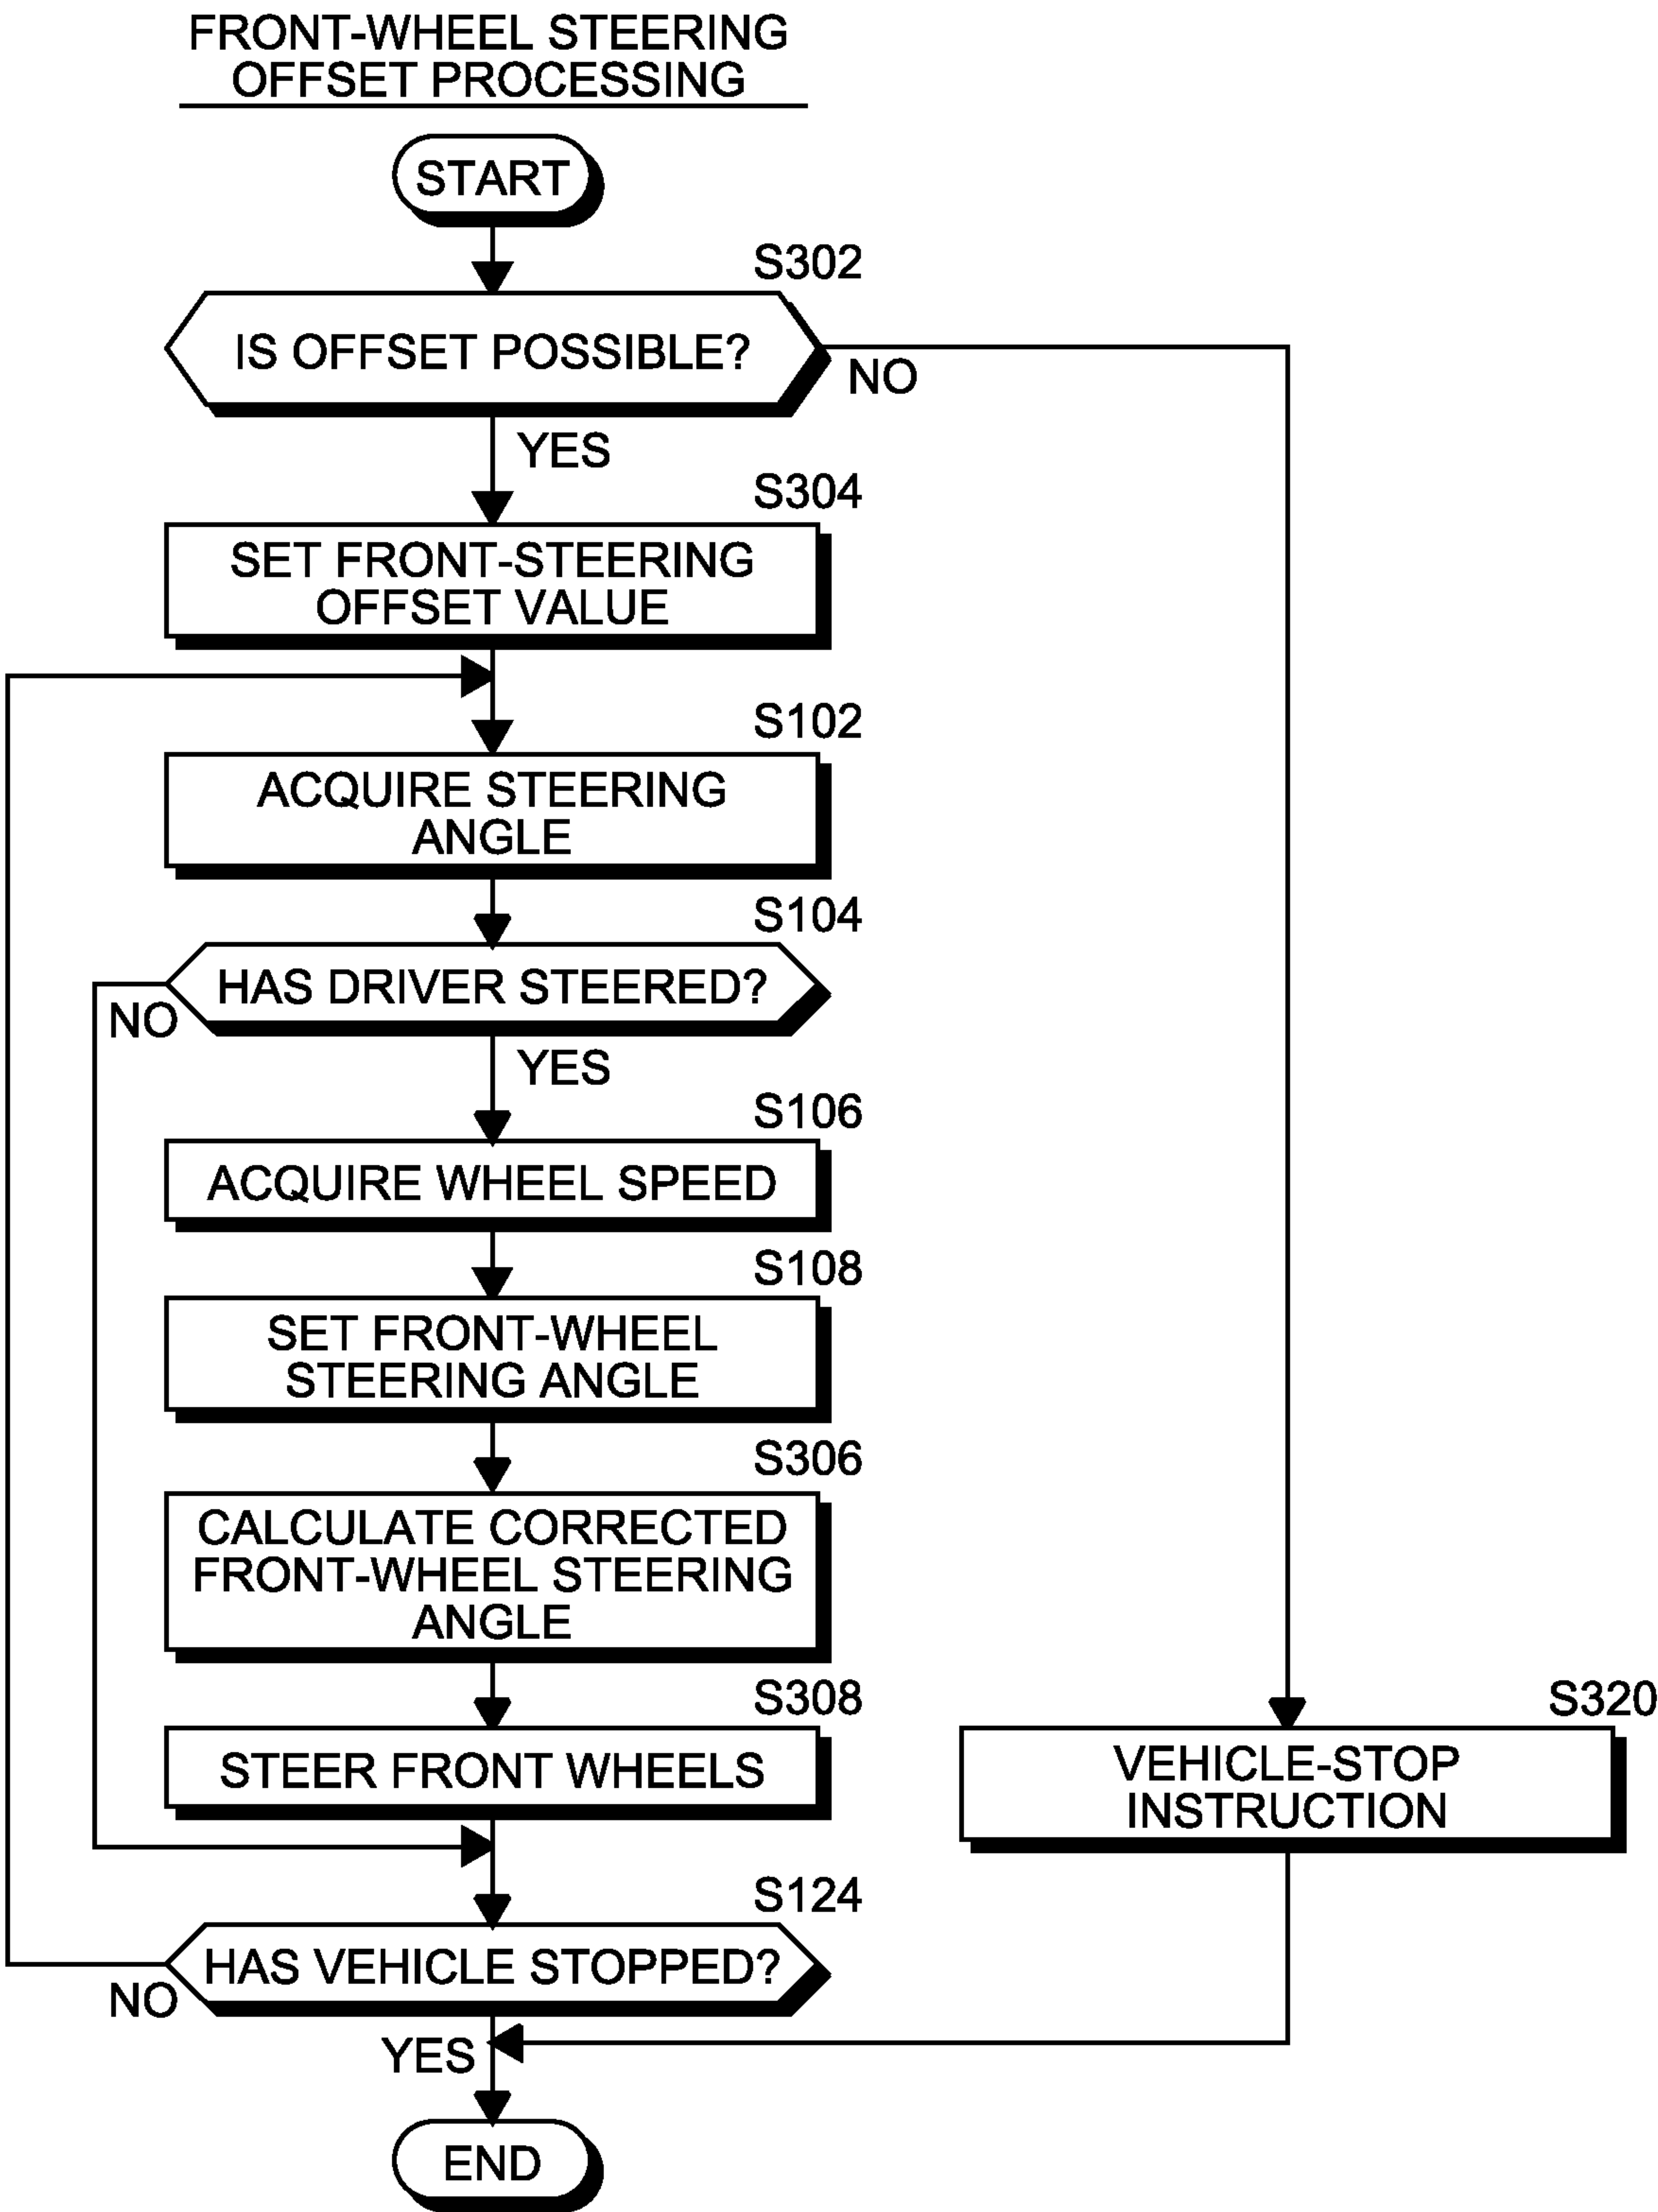 FRONT-WHEEL STEERING
OFFSET PROCESSING
START
S302
IS OFFSET POSSIBLE?
NO
YES
S304
SET FRONT-STEERING
OFFSET VALUE
S102
ACQUIRE STEERING
ANGLE
S104
HAS DRIVER STEERED?
NO
YES
S106
ACQUIRE WHEEL SPEED
S108
SET FRONT-WHEEL
STEERING ANGLE
S306
CALCULATE CORRECTED
FRONT-WHEEL STEERING
ANGLE
S308
STEER FRONT WHEELS
S320
VEHICLE-STOP
INSTRUCTION
S124
HAS VEHICLE STOPPED?
NO
YES
END